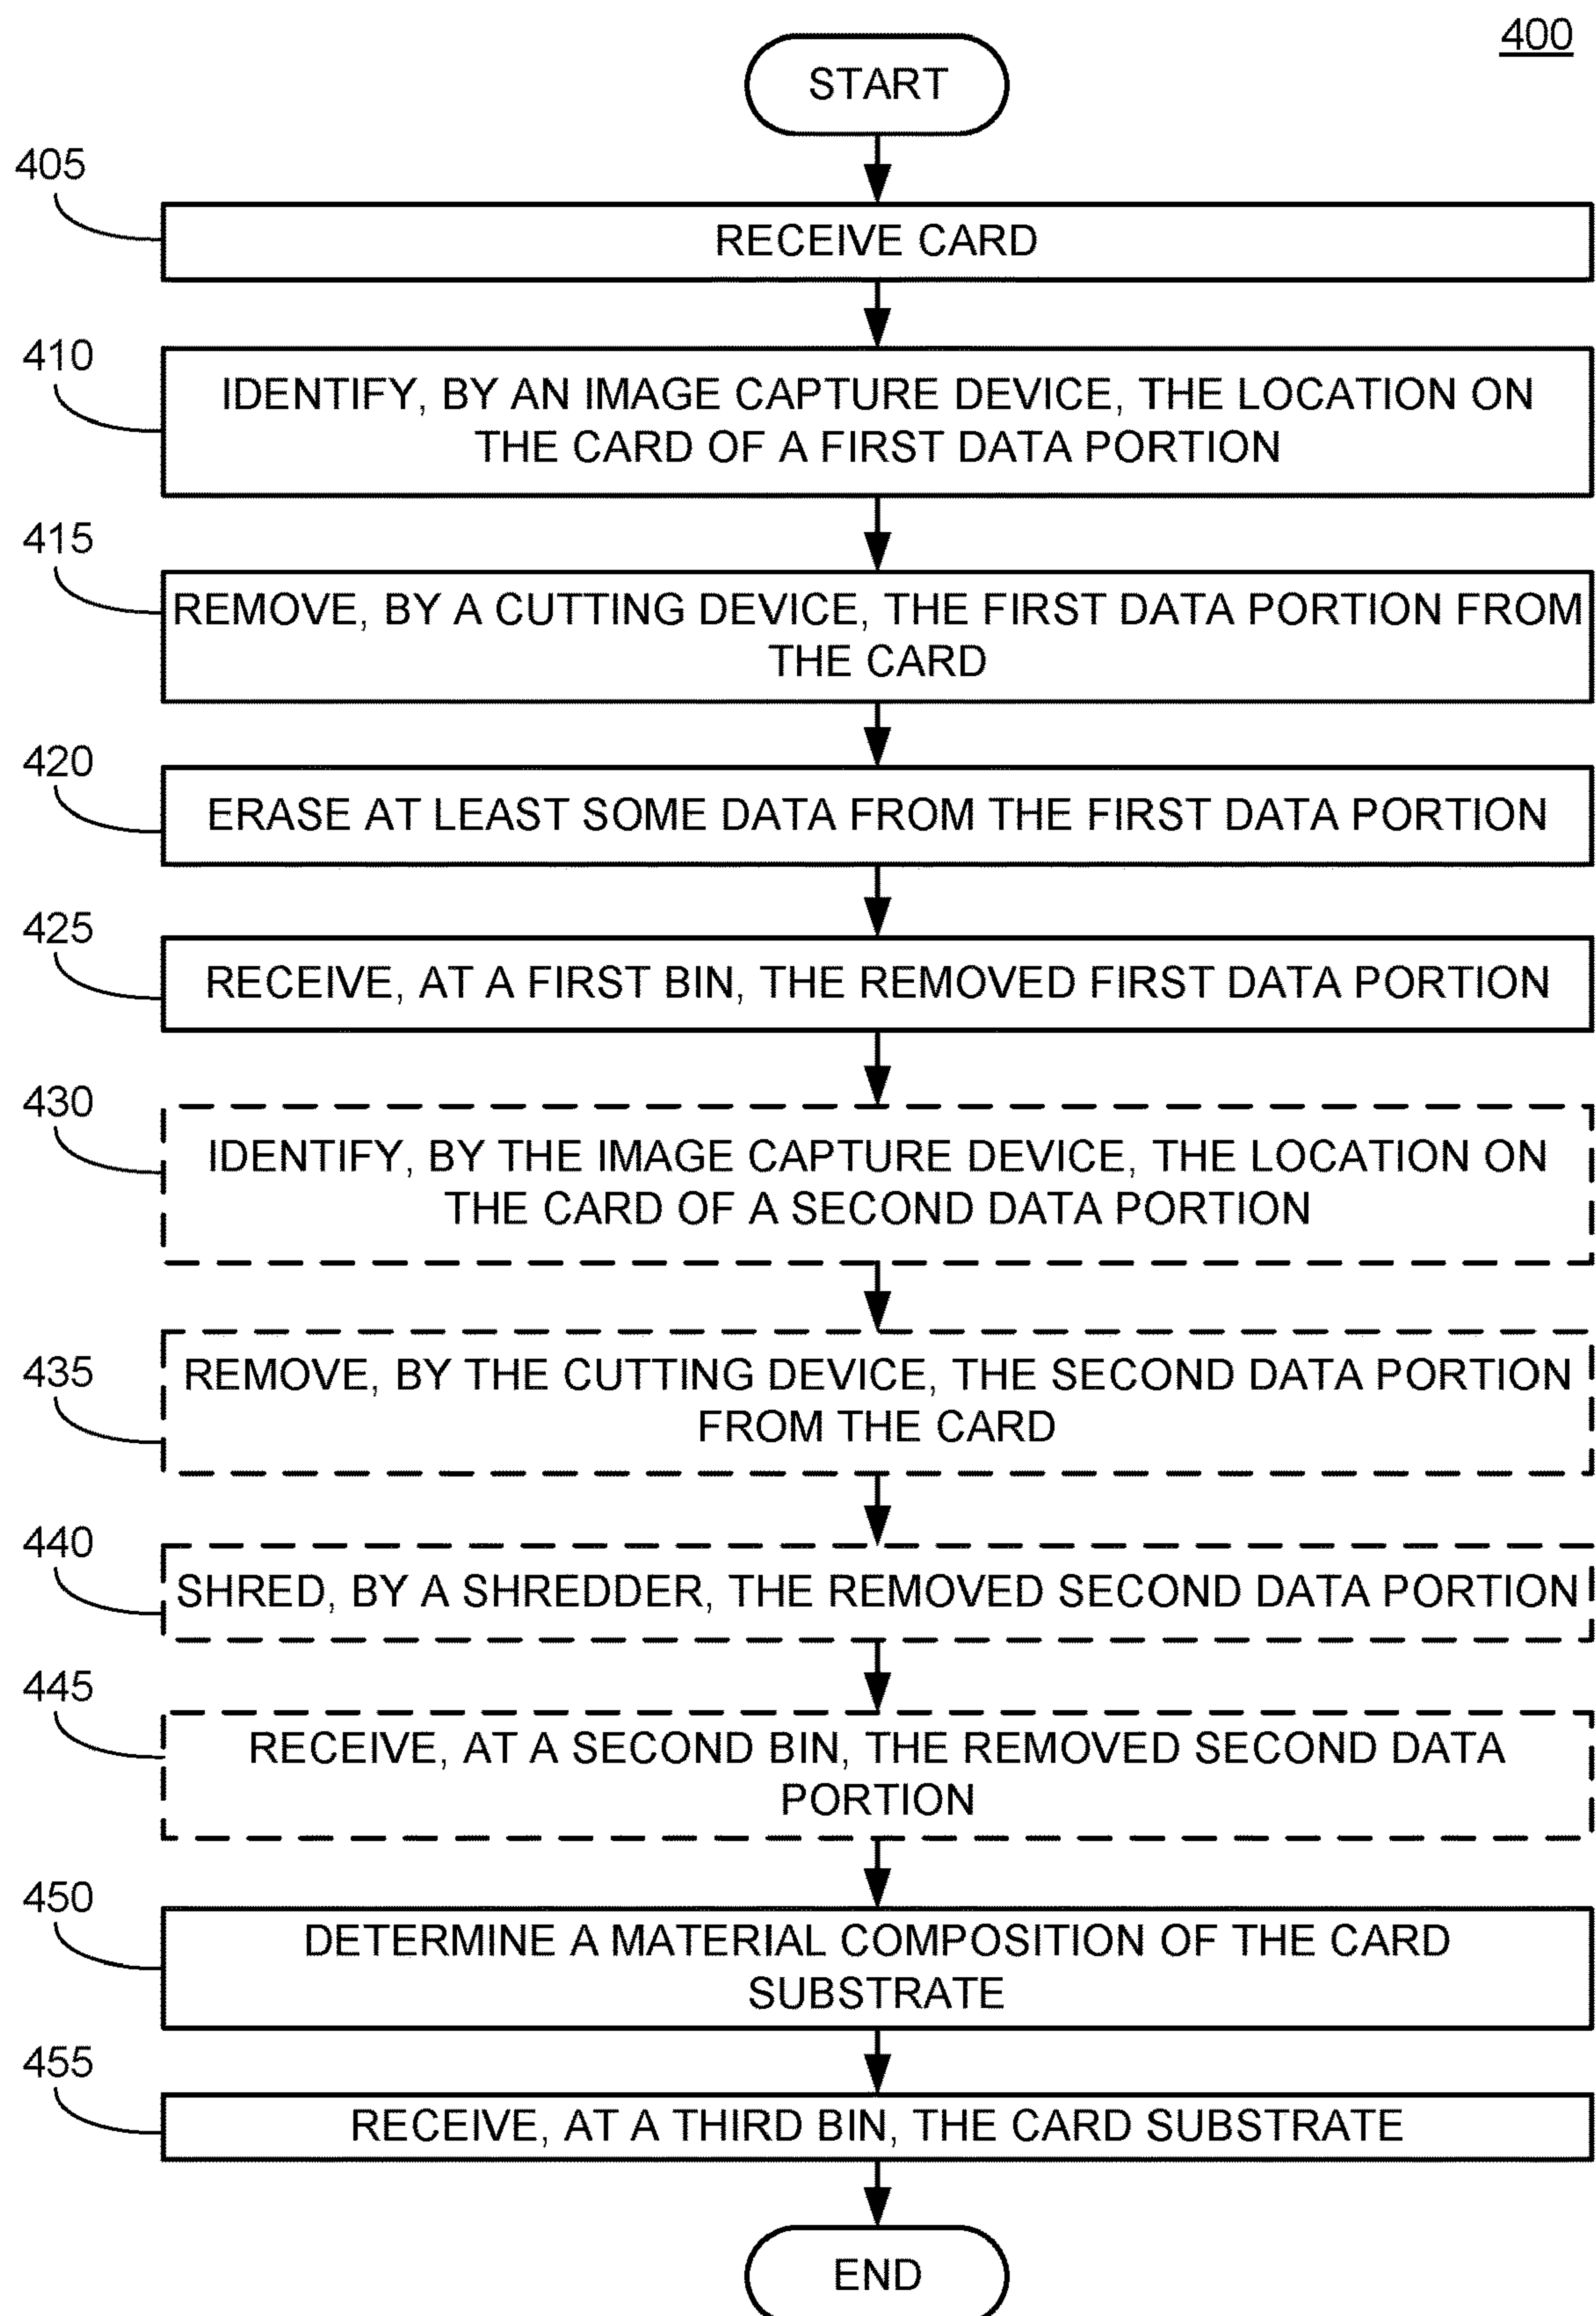 400
START
405
RECEIVE CARD
410
IDENTIFY, BY AN IMAGE CAPTURE DEVICE, THE LOCATION ON
THE CARD OF A FIRST DATA PORTION
415
REMOVE, BY A CUTTING DEVICE, THE FIRST DATA PORTION FROM
THE CARD
420
ERASE AT LEAST SOME DATA FROM THE FIRST DATA PORTION
425
RECEIVE, AT A FIRST BIN, THE REMOVED FIRST DATA PORTION
430
IDENTIFY, BY THE IMAGE CAPTURE DEVICE, THE LOCATION ON
THE CARD OF A SECOND DATA PORTION
435
REMOVE, BY THE CUTTING DEVICE, THE SECOND DATA PORTION
FROM THE CARD
440
SHRED, BY A SHREDDER, THE REMOVED SECOND DATA PORTION
445
RECEIVE, AT A SECOND BIN, THE REMOVED SECOND DATA
PORTION
450
DETERMINE A MATERIAL COMPOSITION OF THE CARD
SUBSTRATE
455
RECEIVE, AT A THIRD BIN, THE CARD SUBSTRATE
END